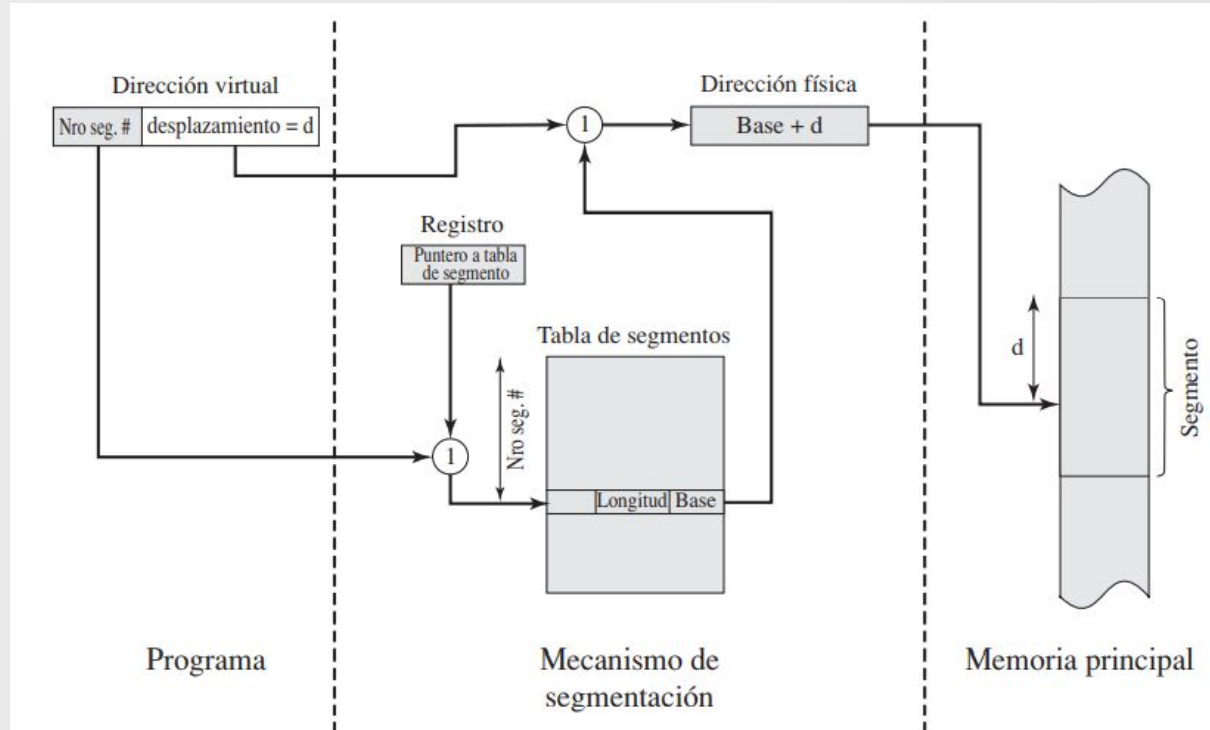 Dirección virtual
Nro seg. # desplazamiento = d
Dirección física
1
Base + d
Registro
Puntero a tabla
de segmento
Tabla de segmentos
Nro seg. #
1
Longitud Base
d
Segmento
Programa
Mecanismo de
segmentación
Memoria principal